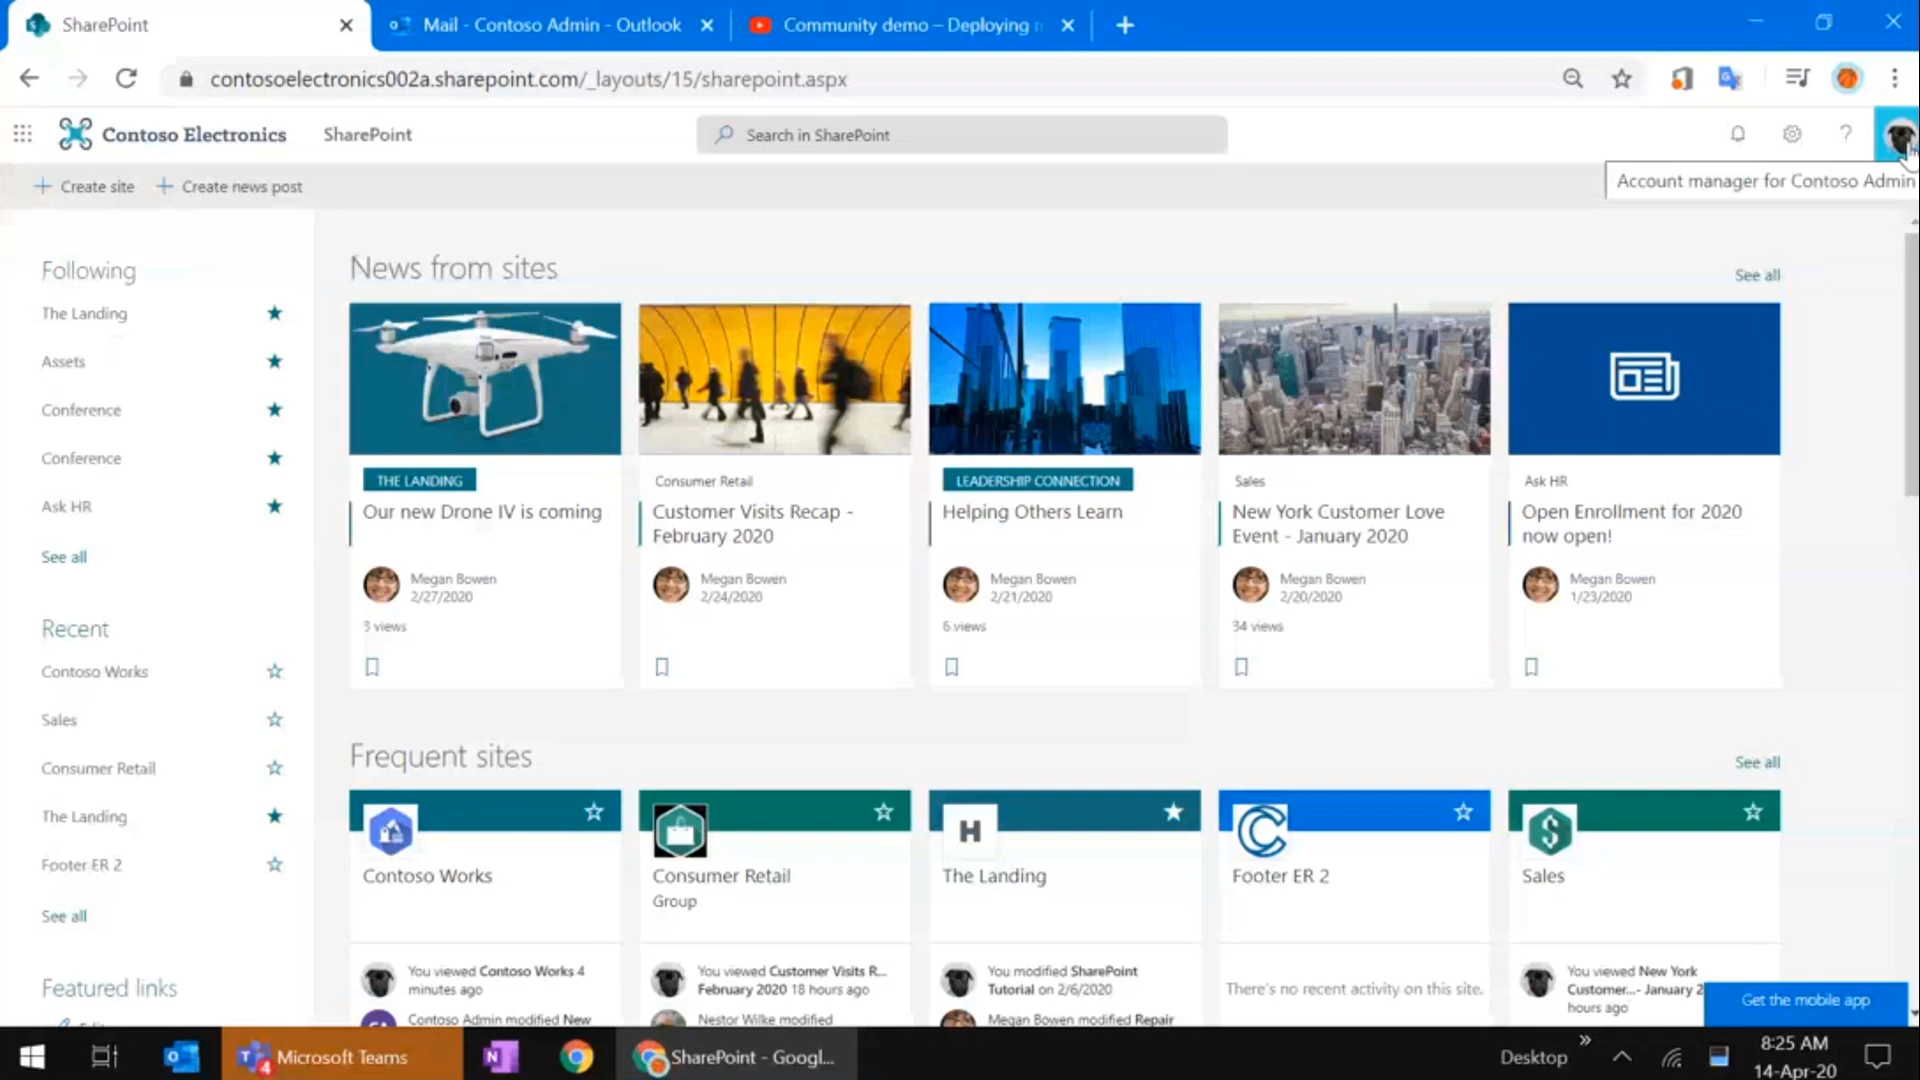 SharePoint
Mail - Contoso Admin - Outlook
Community demo – Deploying
contosoelectronics002a.sharepoint.com/_layouts/15/sharepoint.aspx
Contoso Electronics
SharePoint
Search in SharePoint
?
Create site
Create news post
Account manager for Contoso Admin
Following
The Landing
Assets
Conference
Conference
Ask HR
See all
Recent
Contoso Works
Sales
Consumer Retail
The Landing
Footer ER 2
See all
Featured links
Edit
News from sites
See all
THE LANDING
Our new Drone IV is coming
Megan Bowen
2/27/2020
3 views
Consumer Retail
Customer Visits Recap -
February 2020
Megan Bowen
2/24/2020
LEADERSHIP CONNECTION
Helping Others Learn
Megan Bowen
2/21/2020
6 views
Sales
New York Customer Love
Event - January 2020
Megan Bowen
2/20/2020
34 views
Ask HR
Open Enrollment for 2020
now open!
Megan Bowen
1/23/2020
Frequent sites
See all
Contoso Works
You viewed Contoso Works 4
minutes ago
Contoso Admin modified New
Consumer Retail
Group
You viewed Customer Visits R...
February 2020 18 hours ago
Nestor Wilke modified
H
The Landing
You modified SharePoint
Tutorial on 2/6/2020
Megan Bowen modified Repair
Footer ER 2
There's no recent activity on this site.
$
Sales
You viewed New York
Customer...- January 2
hours ago
Get the mobile app
4
Microsoft Teams
SharePoint - Googl...
Desktop
8:25 AM
14-Apr-20